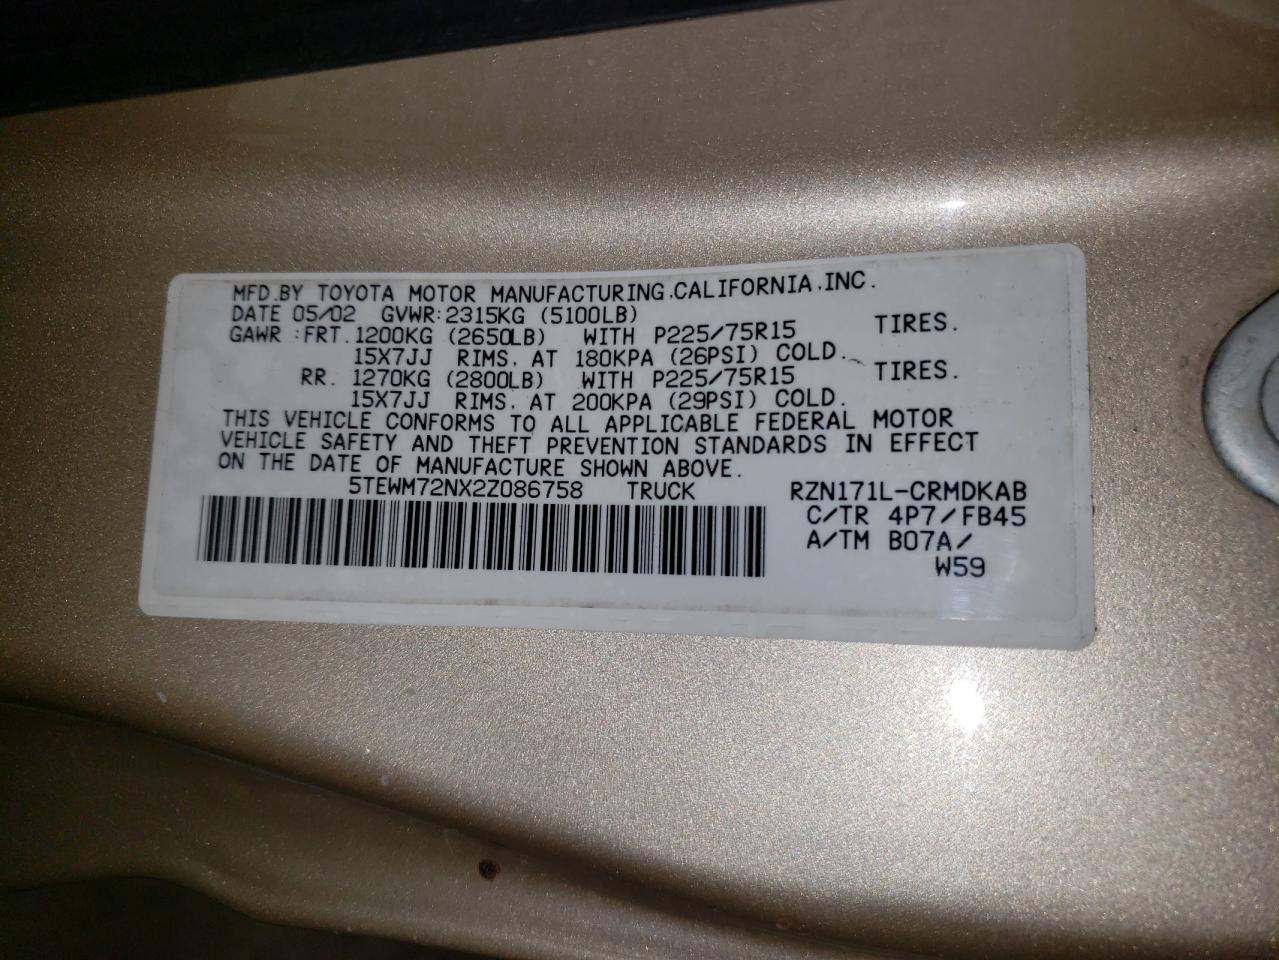 MFD.BY TOYOTA MOTOR MANUFACTURING.CALIFORNIA.INC.
DATE 05/02 GVWR:2315KG (5100LB)
GAWR :FRT. 1200KG (2650LB) WITH P225/75R15 TIRES.
15X7JJ RIMS. AT 180KPA (26PSI) COLD.
RR. 1270KG (2800LB) WITH P225/75R15 TIRES.
15X7JJ RIMS. AT 200KPA (29PSI) COLD.
THIS VEHICLE CONFORMS TO ALL APPLICABLE FEDERAL MOTOR
VEHICLE SAFETY AND THEFT PREVENTION STANDARDS IN EFFECT
ON THE DATE OF MANUFACTURE SHOWN ABOVE.
5TEWM72NX2Z086758 TRUCK RZN171L-CRMDKAB
C/TR 4P7/FB45
A/TM B07A/
W59